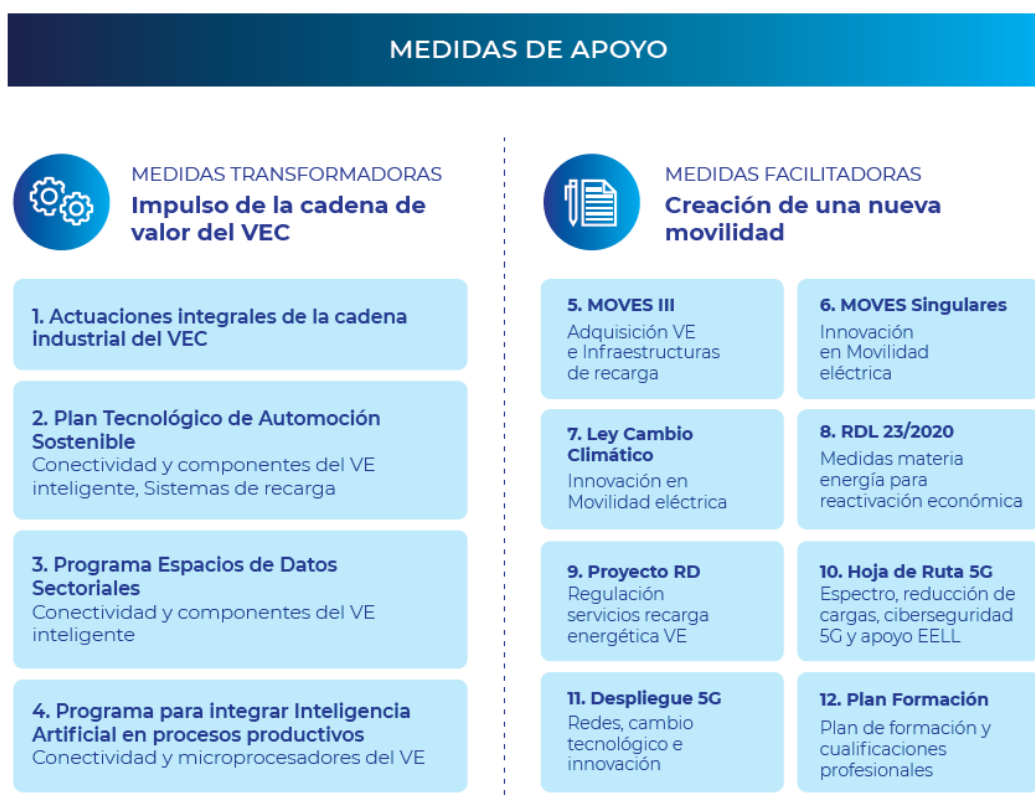 MEDIDAS DE APOYO
MEDIDAS TRANSFORMADORAS
Impulso de la cadena de
valor del VEC
1. Actuaciones integrales de la cadena
industrial del VEC
2. Plan Tecnológico de Automoción
Sostenible
Conectividad y componentes del VE
inteligente, Sistemas de recarga
3. Programa Espacios de Datos
Sectoriales
Conectividad y componentes del VE
inteligente
4. Programa para integrar Inteligencia
Artificial en procesos productivos
Conectividad y microprocesadores del VE
MEDIDAS FACILITADORAS
Creación de una nueva
movilidad
5. MOVES III
Adquisición VE
e Infraestructuras
de recarga
6. MOVES Singulares
Innovación
en Movilidad
eléctrica
7. Ley Cambio
Climático
Innovación en
Movilidad eléctrica
8. RDL 23/2020
Medidas materia
energía para
reactivación económica
9. Proyecto RD
Regulación
servicios recarga
energética VE
10. Hoja de Ruta 5G
Espectro, reducción de
cargas, ciberseguridad
5G y apoyo EELL
11. Despliegue 5G
Redes, cambio
tecnológico e
innovación
12. Plan Formación
Plan de formación y
cualificaciones
profesionales